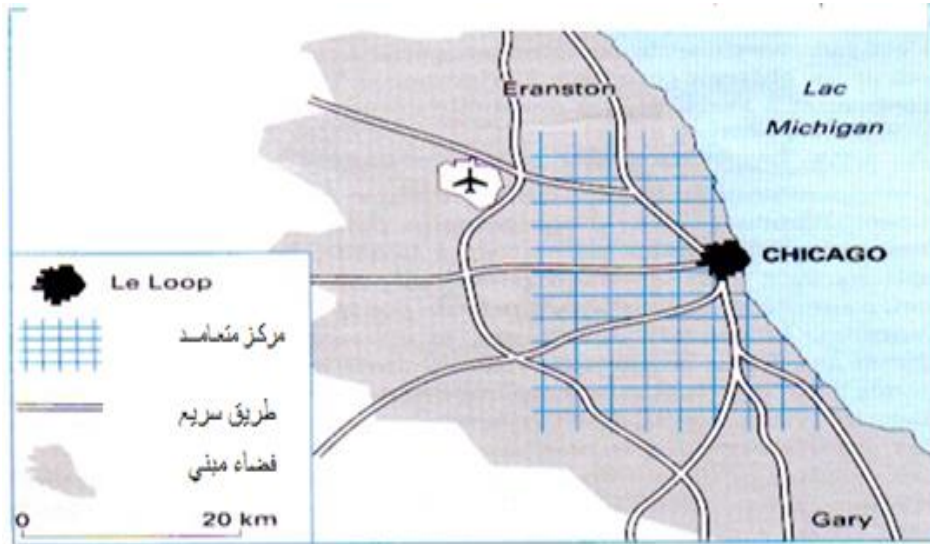 Eranston
Lac
Michigan
CHICAGO
Le Loop
مركز متعامد
طريق سريع
فضاء مبني
0 20 km
Gary